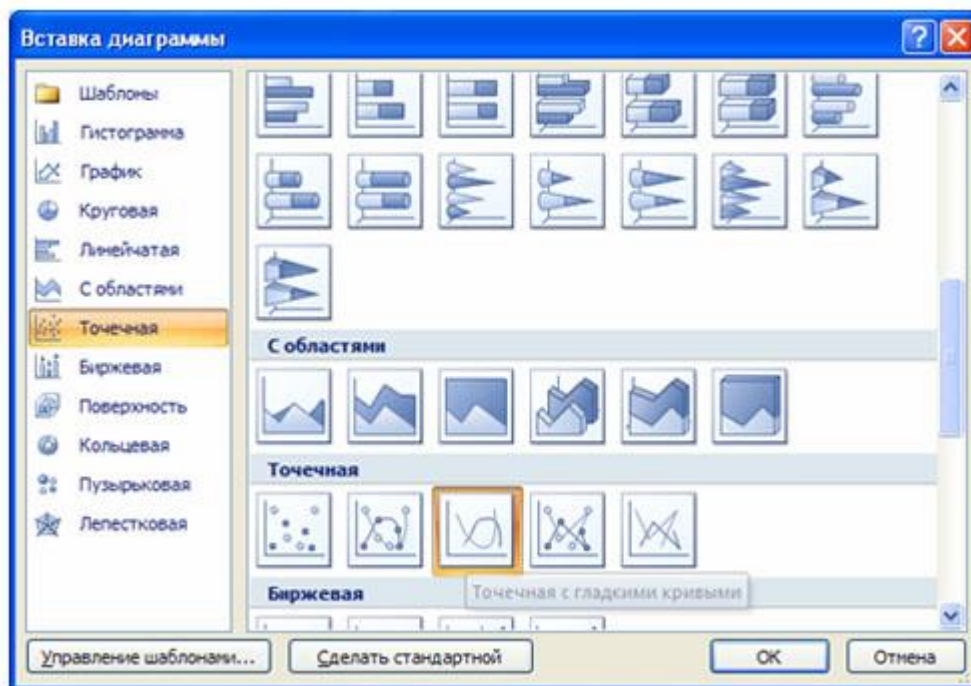 Вставка диаграммы
Шаблоны
Гистограмма
График
Круговая
Линейчатая
С областями
Точечная
Биржевая
Поверхность
Кольцевая
Пузырьковая
Лепестковая
С областями
Точечная
Точечная с гладкими кривыми
Биржевая
Управление шаблонами...
Сделать стандартной
ОК
Отмена